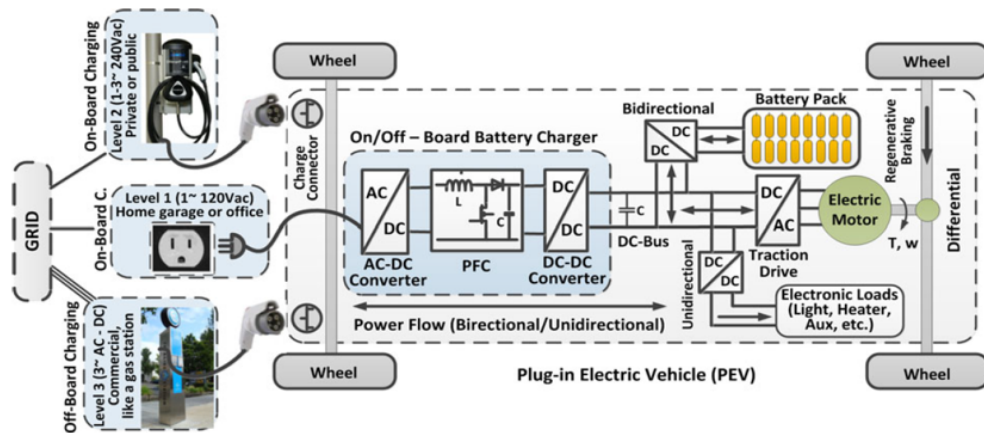 GRID
On-Board Charging
Level 2 (1-3~ 240Vac)
Private or public
On-Board C.
Level 1 (1~ 120Vac)
Home garage or office
Off-Board Charging
Level 3 (3~ AC - DC)
Commercial,
like a gas station
Charge
Connector
Wheel
Wheel
Wheel
Wheel
On/Off – Board Battery Charger
AC
DC
AC-DC
Converter
L
C
PFC
DC
DC
DC-DC
Converter
Power Flow (Birectional/Unidirectional)
C
DC-Bus
Bidirectional
DC
DC
Battery Pack
DC
AC
Traction
Drive
Electric
Motor
T, w
Regenerative
Braking
Differential
Unidirectional
DC
DC
Electronic Loads
(Light, Heater,
Aux, etc.)
Plug-in Electric Vehicle (PEV)